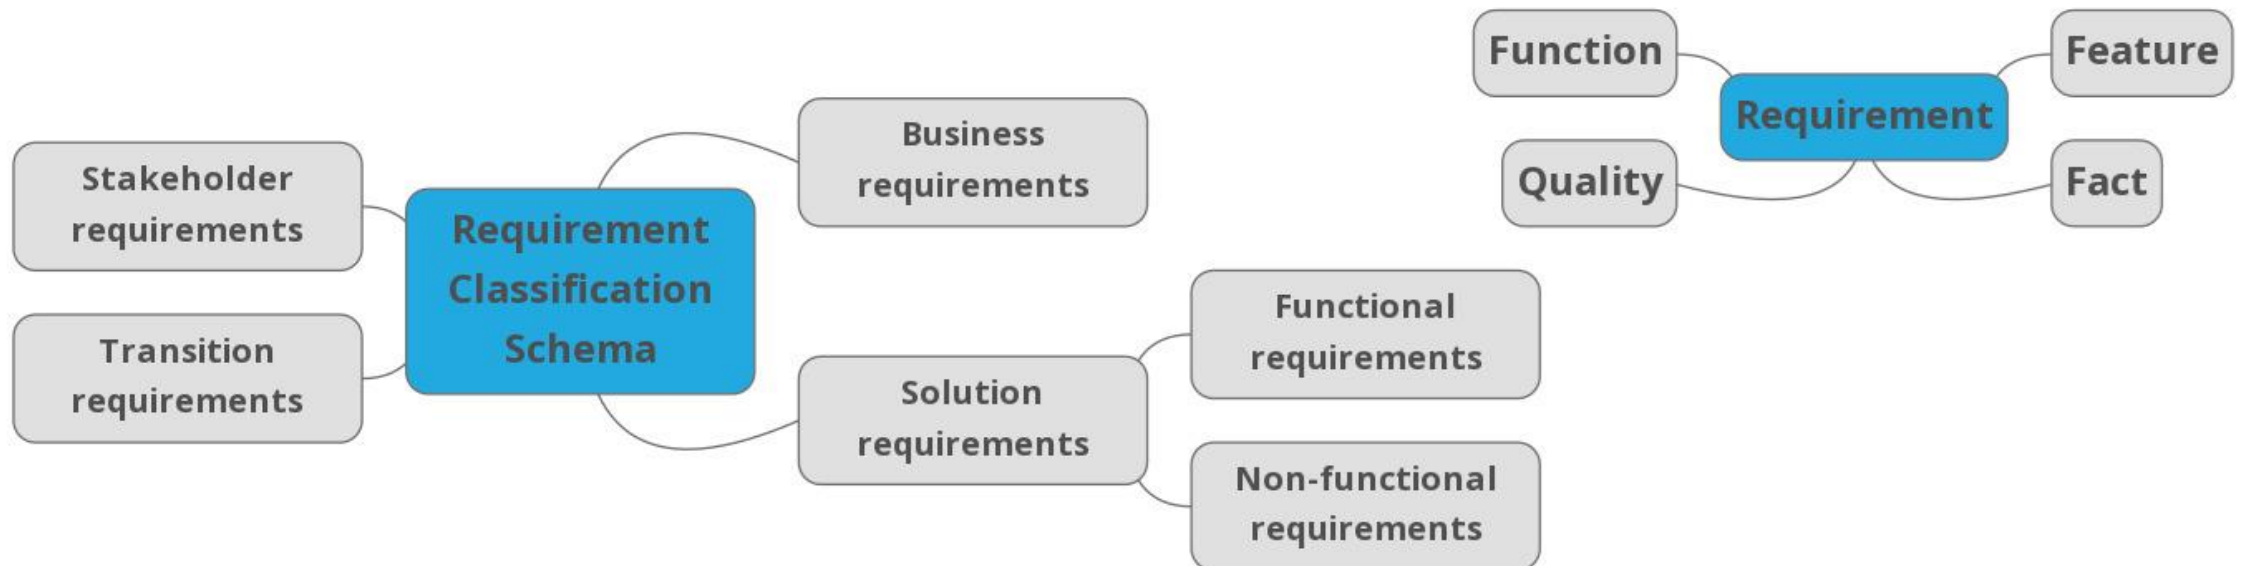 Stakeholder
requirements
Transition
requirements
Requirement
Classification
Schema
Business
requirements
Solution
requirements
Functional
requirements
Non-functional
requirements
Function
Quality
Requirement
Feature
Fact